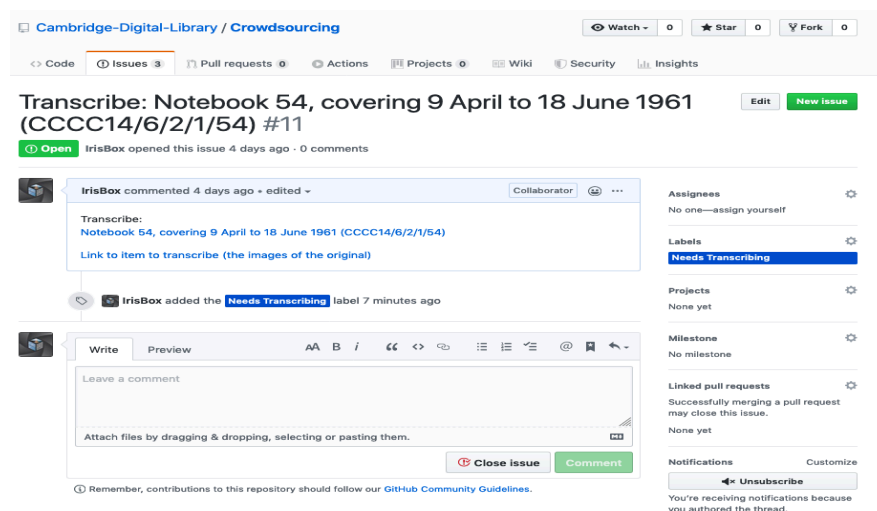 Cambridge-Digital-Library / Crowdsourcing
Watch 0 Star 0 Fork 0
Code Issues 3 Pull requests 0 Actions Projects 0 Wiki Security Insights
Transcribe: Notebook 54, covering 9 April to 18 June 1961
(CCCC14/6/2/1/54) #11
Edit New issue
Open IrisBox opened this issue 4 days ago · 0 comments
IrisBox commented 4 days ago • edited
Collaborator
Transcribe:
Notebook 54, covering 9 April to 18 June 1961 (CCCC14/6/2/1/54)
Link to item to transcribe (the images of the original)
IrisBox added the Needs Transcribing label 7 minutes ago
Write Preview
AA B i
Leave a comment
Attach files by dragging & dropping, selecting or pasting them.
Close issue Comment
Remember, contributions to this repository should follow our GitHub Community Guidelines.
Assignees
No one—assign yourself
Labels
Needs Transcribing
Projects
None yet
Milestone
No milestone
Linked pull requests
Successfully merging a pull request
may close this issue.
None yet
Notifications Customize
Unsubscribe
You're receiving notifications because
you authored the thread.